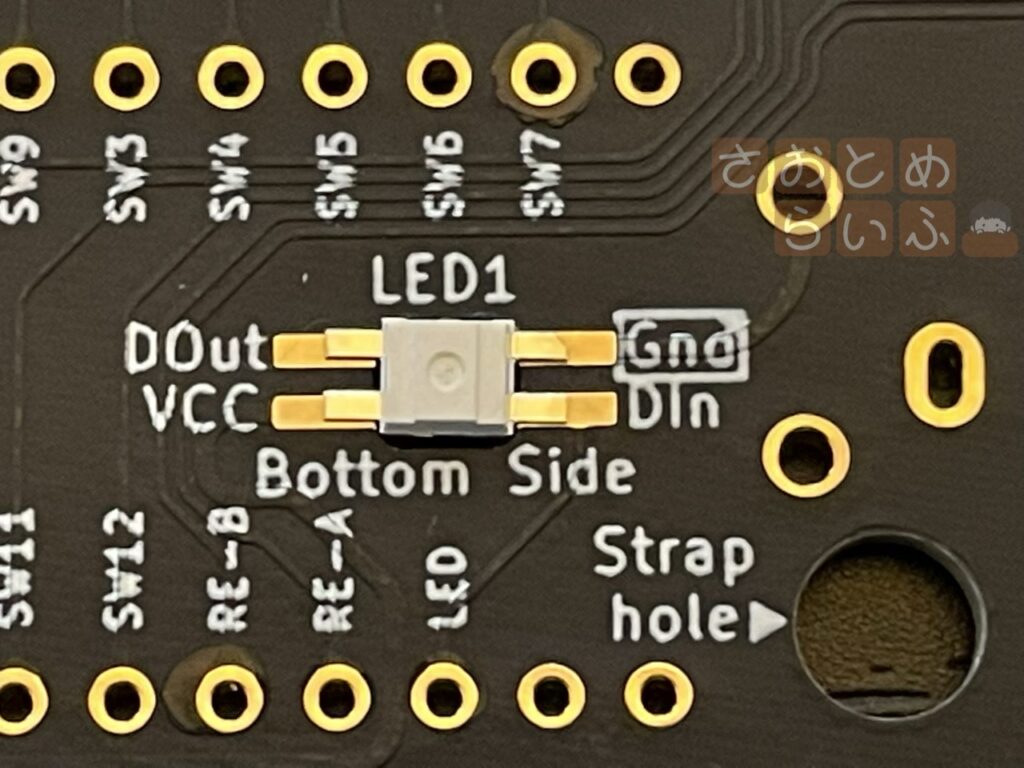 SW9 SW3 SW4 SW5 SW6 SW7
さおとめ
らいふ
LED1
DOut Gnd
VCC DIn
Bottom Side
SW11 SW12 RE-B RE-A LED
Strap
hole